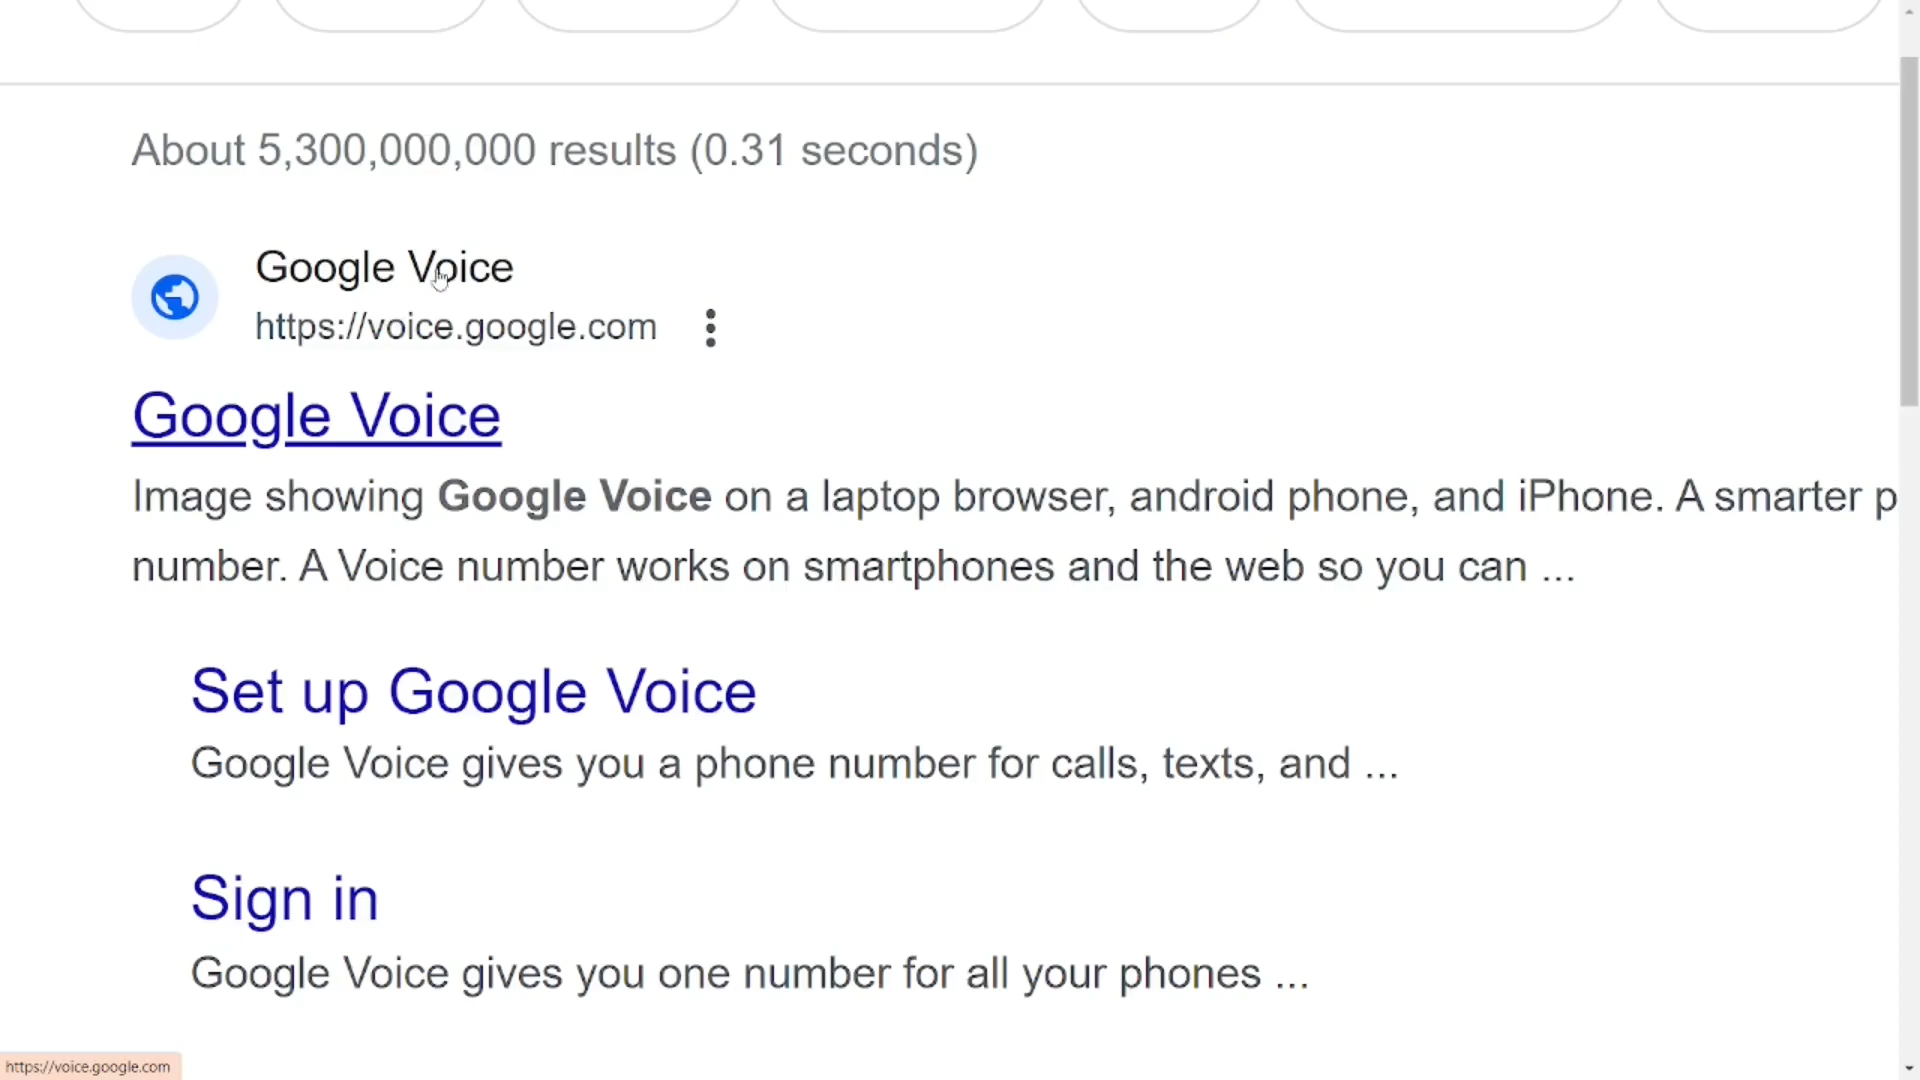 About 5,300,000,000 results (0.31 seconds)
Google Voice
https://voice.google.com
Google Voice
Image showing Google Voice on a laptop browser, android phone, and iPhone. A smarter p
number. A Voice number works on smartphones and the web so you can ...
Set up Google Voice
Google Voice gives you a phone number for calls, texts, and ...
Sign in
Google Voice gives you one number for all your phones ...
https://voice.google.com